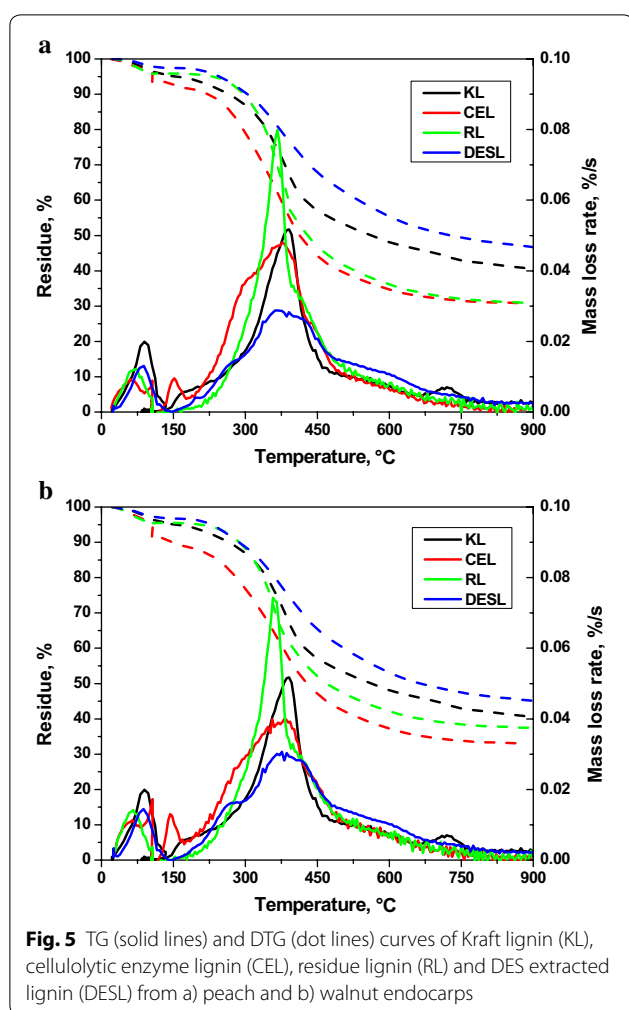 a
100
90
80
70
60
50
40
30
20
10
0
Residue, %
0.10
0.08
0.06
0.04
0.02
0.00
Mass loss rate, %/s
KL
CEL
RL
DESL
0 150 300 450 600 750 900
Temperature, °C
b
100
90
80
70
60
50
40
30
20
10
0
Residue, %
0.10
0.08
0.06
0.04
0.02
0.00
Mass loss rate, %/s
KL
CEL
RL
DESL
0 150 300 450 600 750 900
Temperature, °C
Fig. 5 TG (solid lines) and DTG (dot lines) curves of Kraft lignin (KL),
cellulolytic enzyme lignin (CEL), residue lignin (RL) and DES extracted
lignin (DESL) from a) peach and b) walnut endocarps